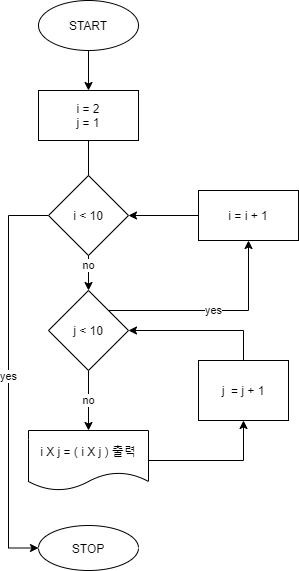 START
i = 2
j = 1
i < 10
i = i + 1
no
j < 10
yes
yes
j = j + 1
no
i X j = ( i X j ) 출력
STOP